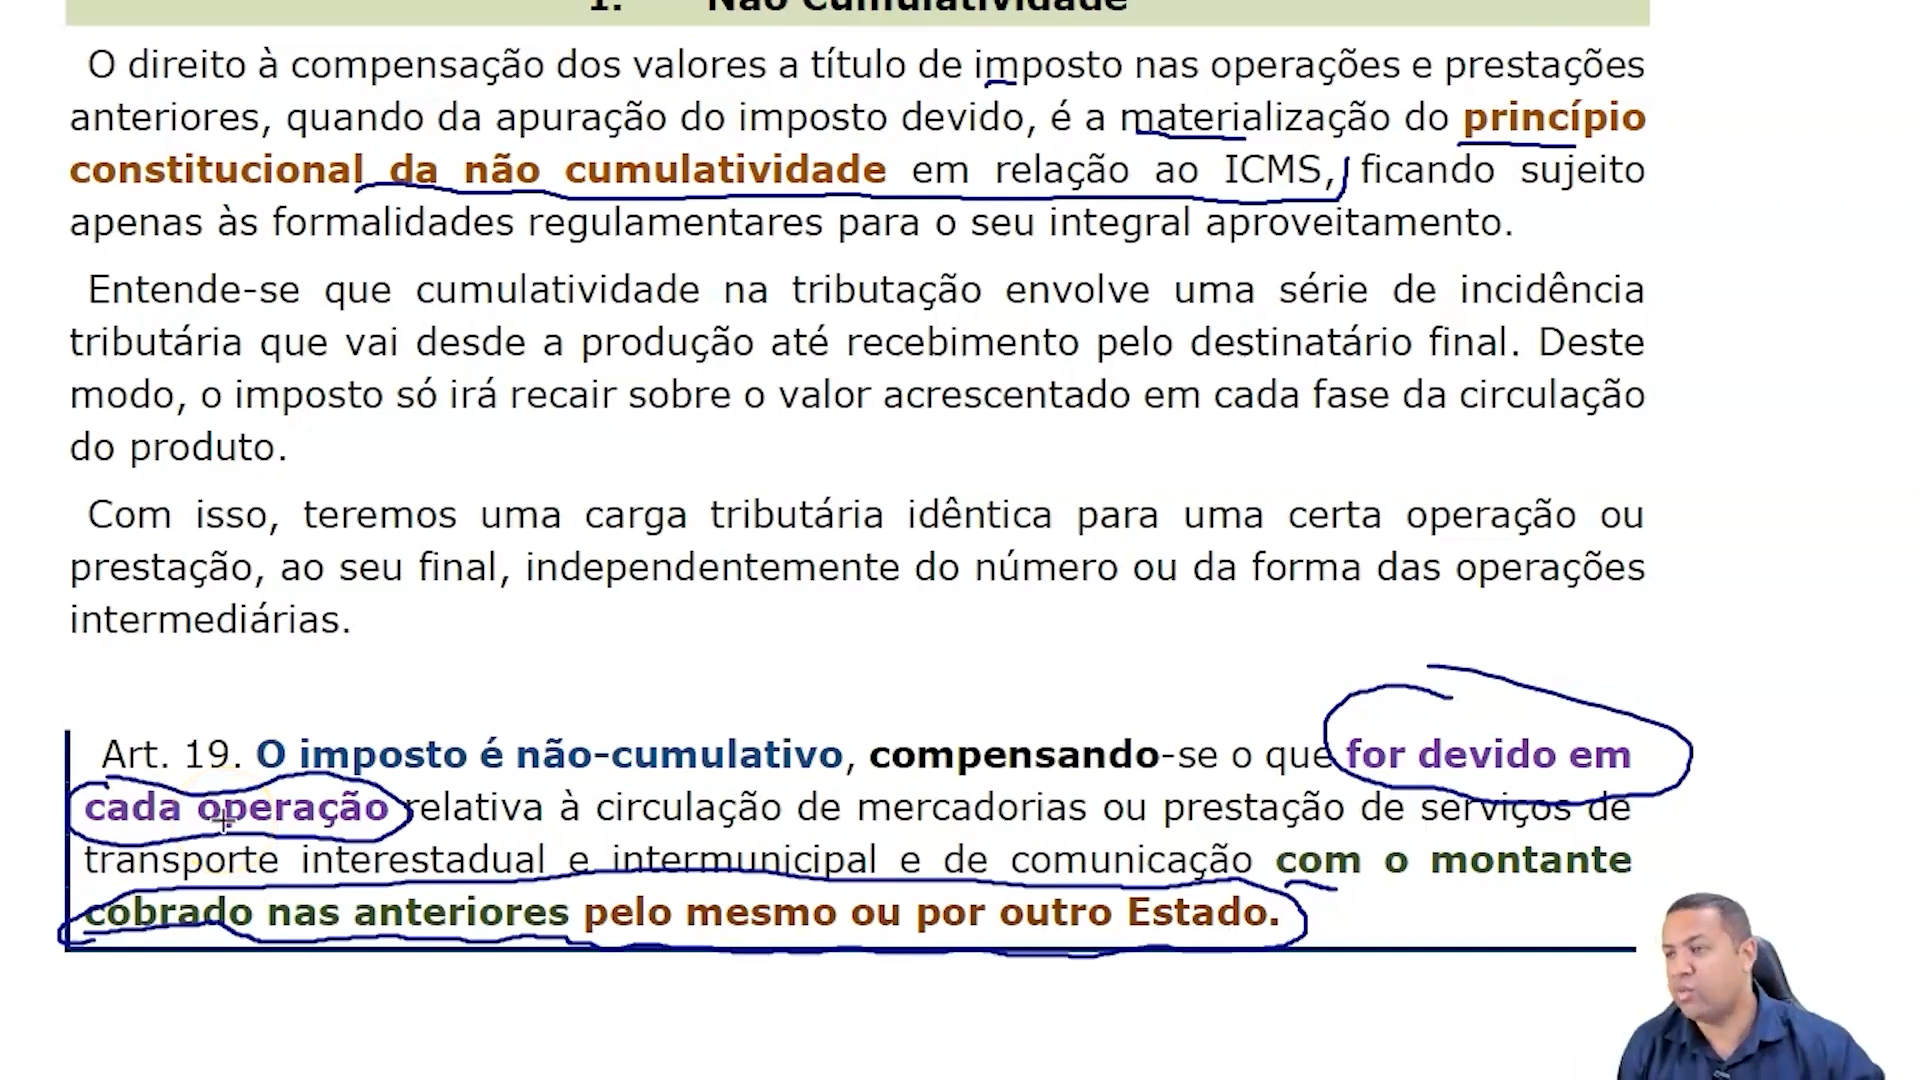 1. Não Cumulatividade
O direito à compensação dos valores a título de imposto nas operações e prestações
anteriores, quando da apuração do imposto devido, é a materialização do princípio
constitucional da não cumulatividade em relação ao ICMS, ficando sujeito
apenas às formalidades regulamentares para o seu integral aproveitamento.
Entende-se que cumulatividade na tributação envolve uma série de incidência
tributária que vai desde a produção até recebimento pelo destinatário final. Deste
modo, o imposto só irá recair sobre o valor acrescentado em cada fase da circulação
do produto.
Com isso, teremos uma carga tributária idêntica para uma certa operação ou
prestação, ao seu final, independentemente do número ou da forma das operações
intermediárias.
Art. 19. O imposto é não-cumulativo, compensando-se o que for devido em
cada operação relativa à circulação de mercadorias ou prestação de serviços de
transporte interestadual e intermunicipal e de comunicação com o montante
cobrado nas anteriores pelo mesmo ou por outro Estado.